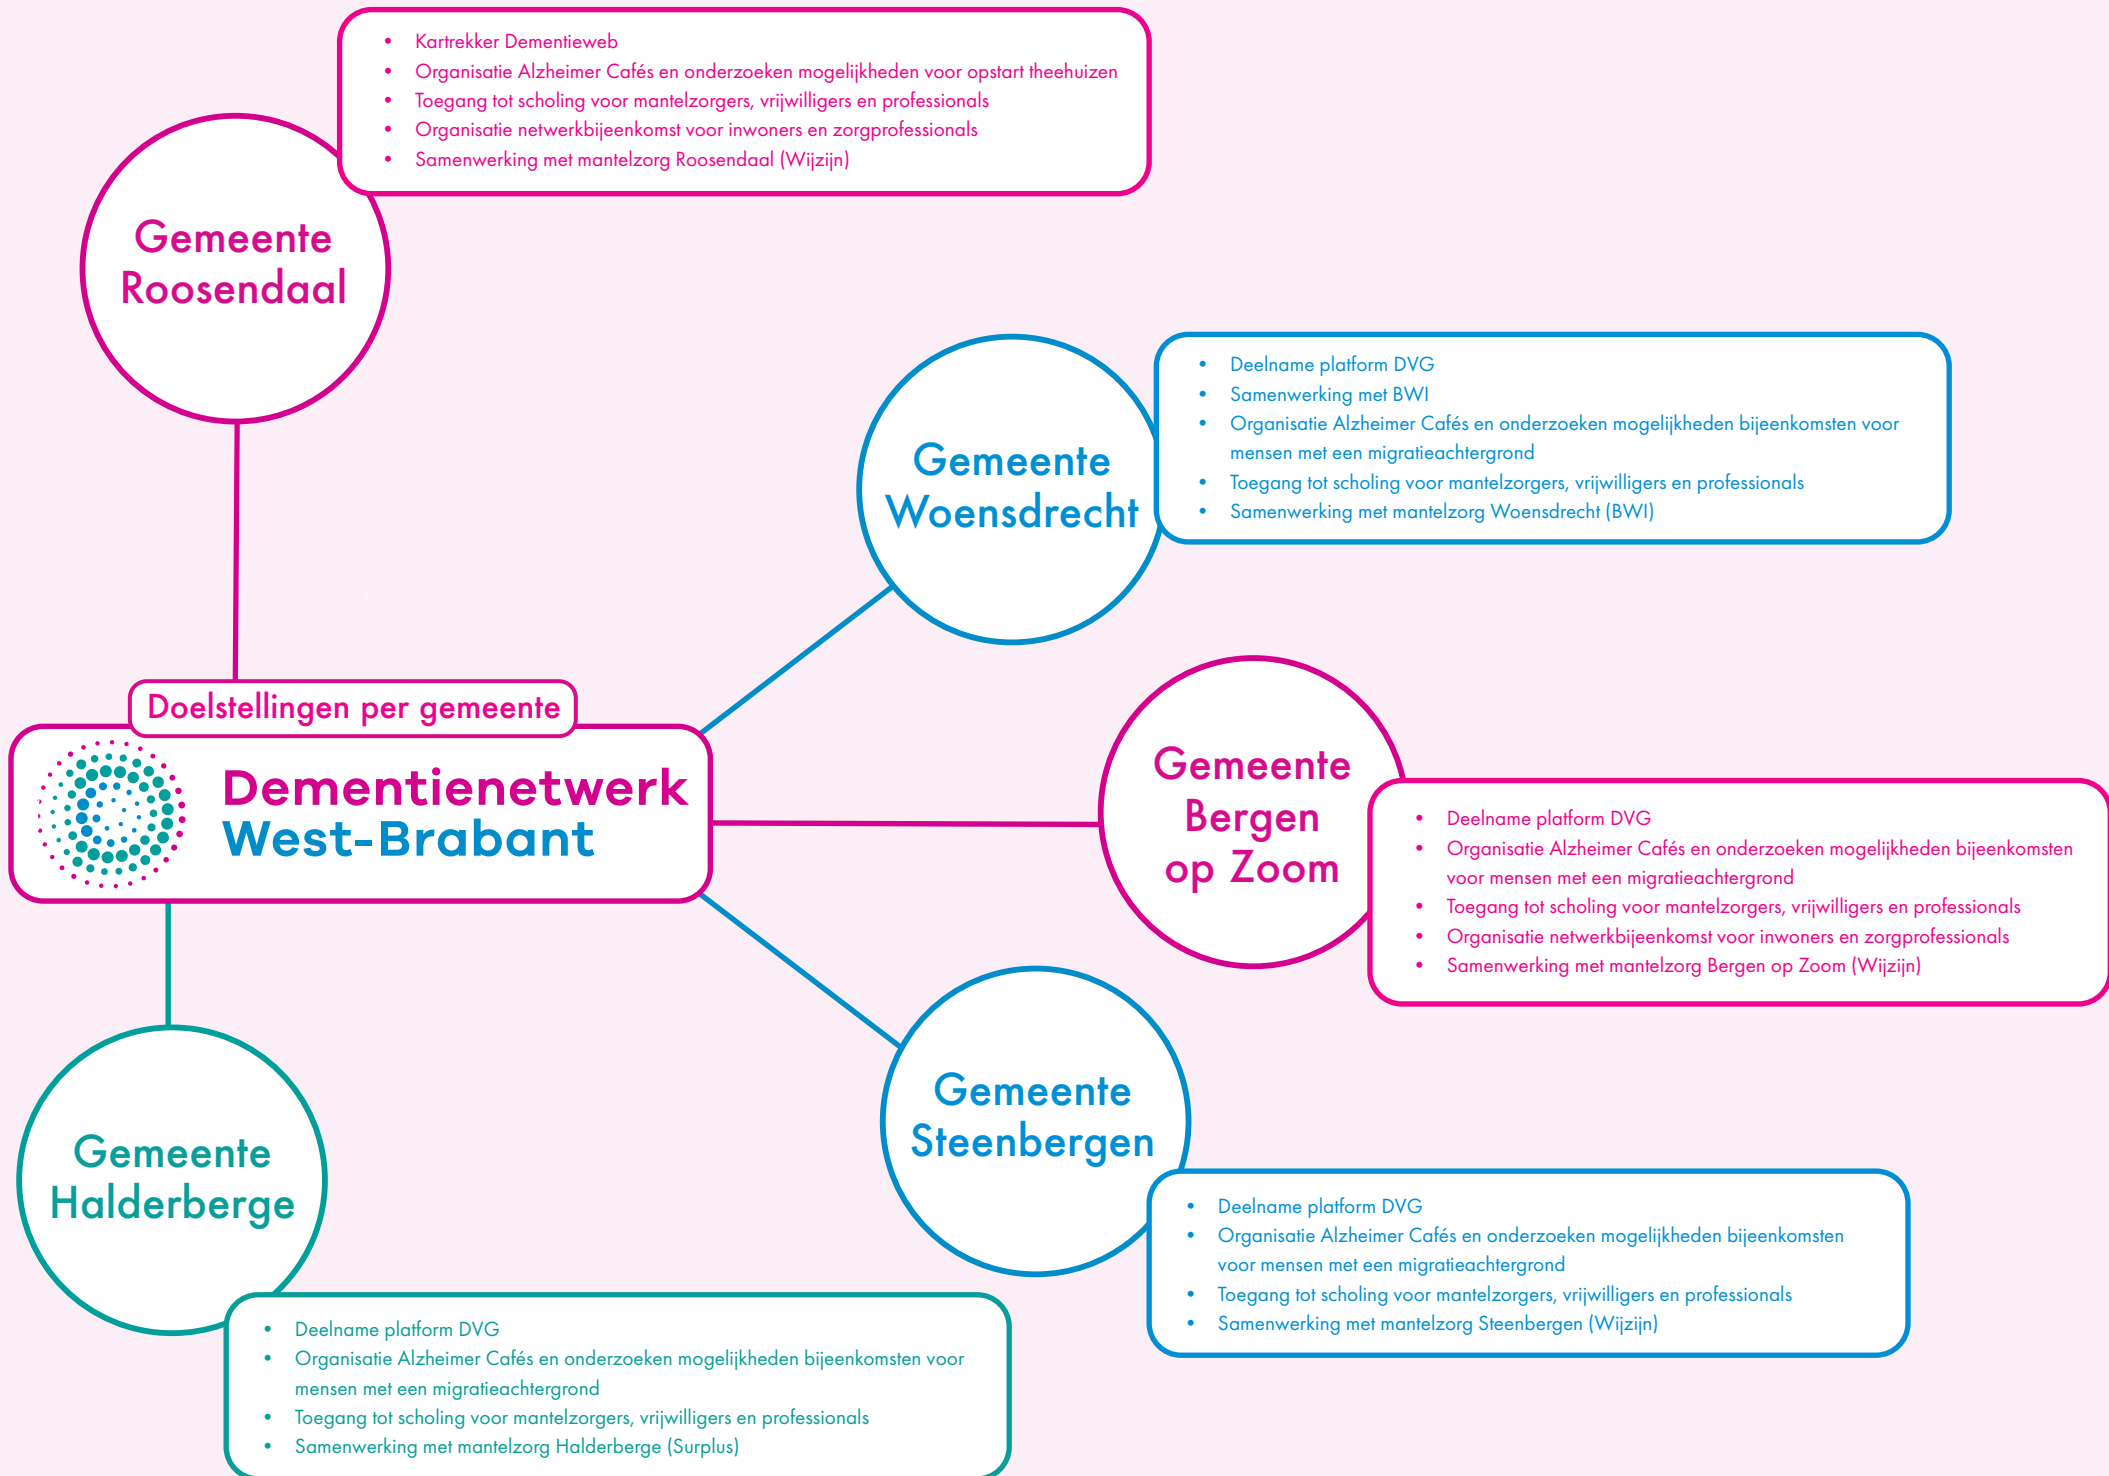 • Kartrekker Dementieweb
• Organisatie Alzheimer Cafés en onderzoeken mogelijkheden voor opstart theehuizen
• Toegang tot scholing voor mantelzorgers, vrijwilligers en professionals
• Organisatie netwerkbijeenkomst voor inwoners en zorgprofessionals
• Samenwerking met mantelzorg Roosendaal (Wijzijn)
Gemeente
Roosendaal
Gemeente
Woensdrecht
• Deelname platform DVG
• Samenwerking met BWI
• Organisatie Alzheimer Cafés en onderzoeken mogelijkheden bijeenkomsten voor
mensen met een migratieachtergrond
• Toegang tot scholing voor mantelzorgers, vrijwilligers en professionals
• Samenwerking met mantelzorg Woensdrecht (BWI)
Doelstellingen per gemeente
Dementienetwerk
West-Brabant
Gemeente
Bergen
op Zoom
• Deelname platform DVG
• Organisatie Alzheimer Cafés en onderzoeken mogelijkheden bijeenkomsten
voor mensen met een migratieachtergrond
• Toegang tot scholing voor mantelzorgers, vrijwilligers en professionals
• Organisatie netwerkbijeenkomst voor inwoners en zorgprofessionals
• Samenwerking met mantelzorg Bergen op Zoom (Wijzijn)
Gemeente
Steenbergen
• Deelname platform DVG
• Organisatie Alzheimer Cafés en onderzoeken mogelijkheden bijeenkomsten
voor mensen met een migratieachtergrond
• Toegang tot scholing voor mantelzorgers, vrijwilligers en professionals
• Samenwerking met mantelzorg Steenbergen (Wijzijn)
Gemeente
Halderberge
• Deelname platform DVG
• Organisatie Alzheimer Cafés en onderzoeken mogelijkheden bijeenkomsten voor
mensen met een migratieachtergrond
• Toegang tot scholing voor mantelzorgers, vrijwilligers en professionals
• Samenwerking met mantelzorg Halderberge (Surplus)